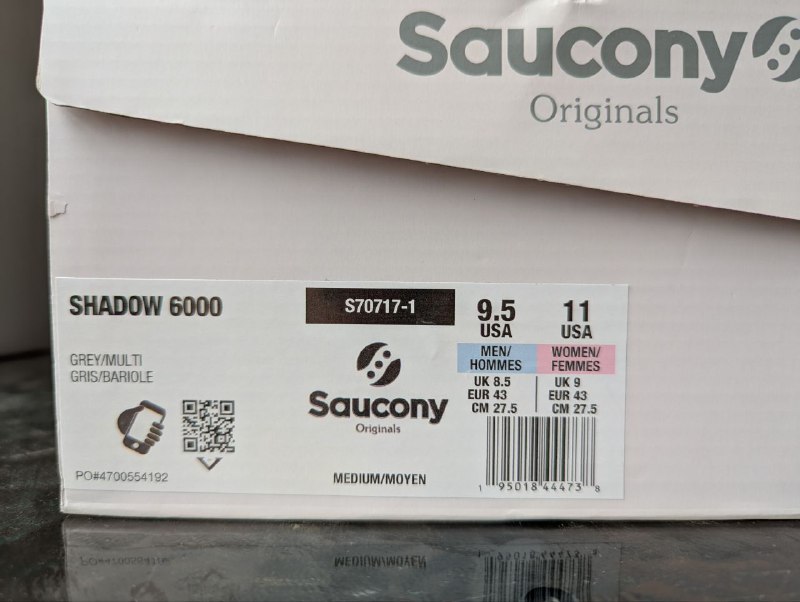 Saucony
Originals
SHADOW 6000
S70717-1
9.5
USA
11
USA
MEN/
HOMMES
WOMEN/
FEMMES
GREY/MULTI
GRIS/BARIOLE
UK 8.5
EUR 43
CM 27.5
UK 9
EUR 43
CM 27.5
Saucony
Originals
PO#4700554192
MEDIUM/MOYEN
1 95018 44473 8